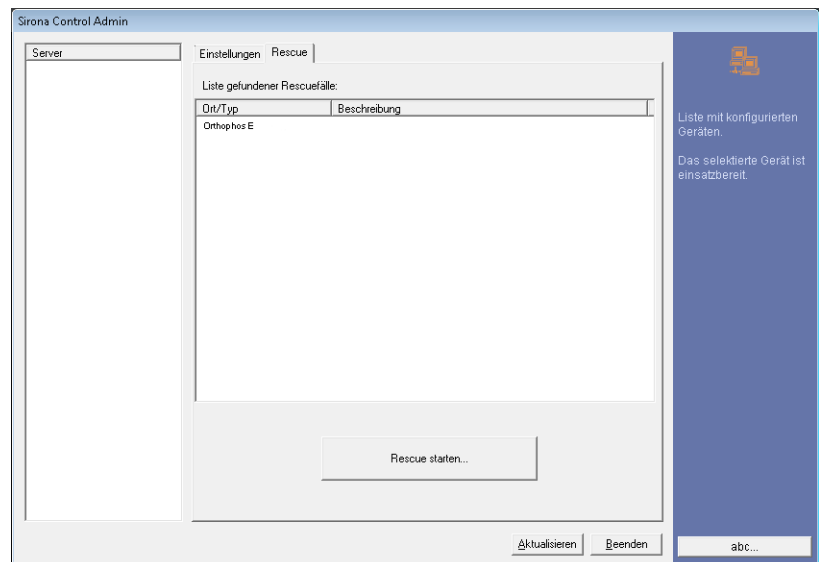 Sirona Control Admin
Server
Einstellungen
Rescue
Liste gefundener Rescuefälle:
Ort/Typ
Beschreibung
Orthophos E
Rescue starten...
Aktualisieren
Beenden
Liste mit konfigurierten
Geräten.
Das selektierte Gerät ist
einsatzbereit.
abc...